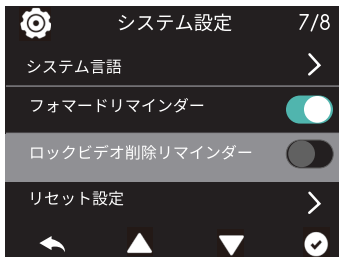 システム設定 7/8
システム言語
フォマードリマインダー
ロックビデオ削除リマインダー
リセット設定